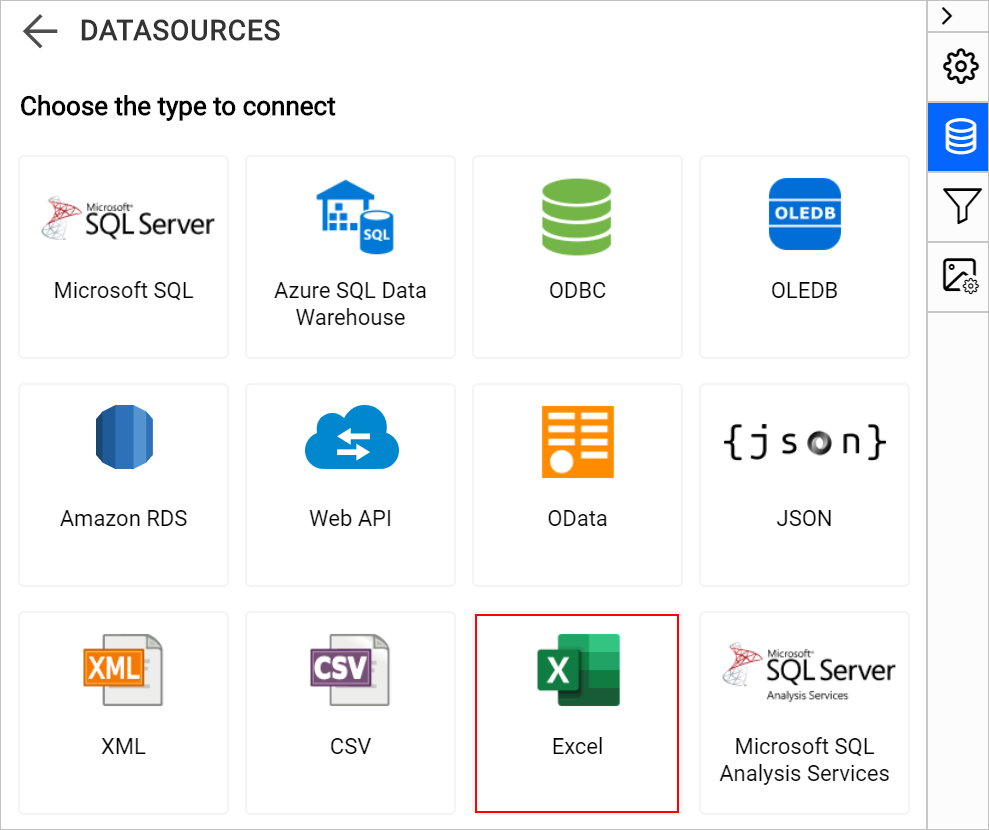 DATASOURCES
Choose the type to connect
Microsoft®
SQL Server
Microsoft SQL
SQL
Azure SQL Data
Warehouse
ODBC
OLEDB
OLEDB
Amazon RDS
Web API
OData
{json}
JSON
XML
XML
CSV
CSV
X
Excel
Microsoft®
SQL Server
Analysis Services
Microsoft SQL
Analysis Services